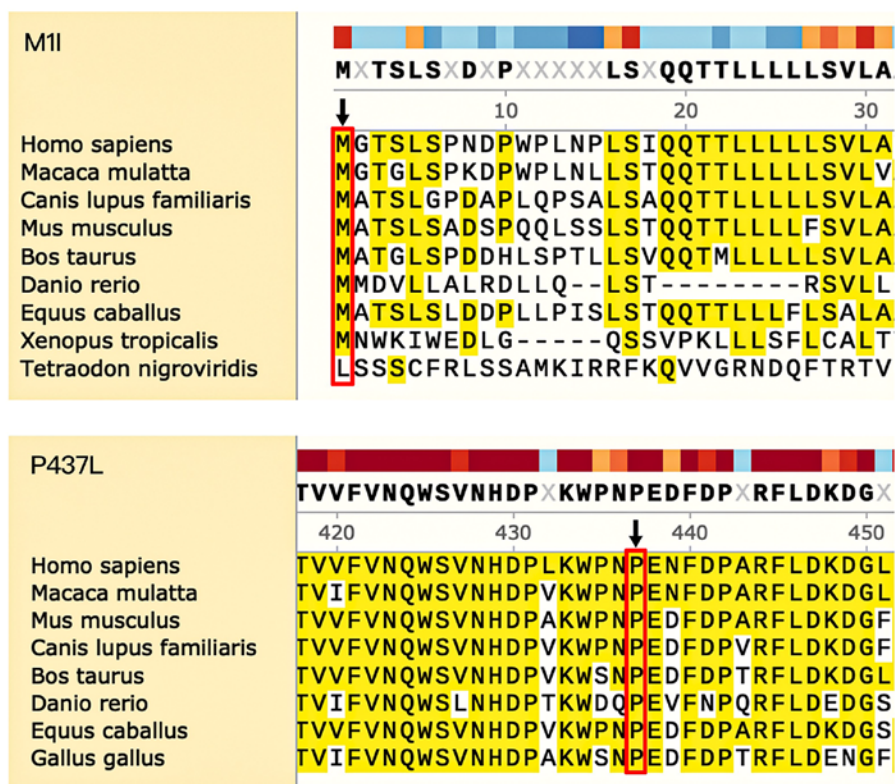 M1I
MXTSLSXDXPXXXXXLSXQQTTLLLLLSVLA
10 20 30
Homo sapiens MGTSLSPNDPWPLNPLSIQQTTLLLLLSVLA
Macaca mulatta MGTGLSPKDPWPLNLLSTQQTTLLLLLSVLV
Canis lupus familiaris MATSLGPDAPLQPSALSAQQTTLLLLLSVLA
Mus musculus MATSLSADSPQQLSSLSTQQTTLLLLFSVLA
Bos taurus MATGLSPDDHLSPTLLSVQQTMLLLLLSVLA
Danio rerio MMDVLLALRDLLQ--LST--------RSVLL
Equus caballus MATSLSLDDPLLPISLSTQQTTLLLFLSALA
Xenopus tropicalis MNWKIWEDLG-----QSSVPKLLLSFLCALT
Tetraodon nigroviridis LSSSCFRLSSAMKIRRFKQVVGRNDQFTRTV
P437L
TVVFVNQWSVNHDPXKWPNPEDFDPXRFLDKDGX
420 430 440 450
Homo sapiens TVVFVNQWSVNHDPLKWPNPENFDPARFLDKDGL
Macaca mulatta TVIFVNQWSVNHDPVKWPNPENFDPARFLDKDGL
Mus musculus TVVFVNQWSVNHDPAKWPNPEDFDPARFLDKDGF
Canis lupus familiaris TVVFVNQWSVNHDPVKWPNPEDFDPVRFLDKDGF
Bos taurus TVVFVNQWSVNHDPVKWSNPEDFDPTRFLDKDGL
Danio rerio TVIFVNQWSLNHDPTKWDQPEVFNPQRFLDEDGS
Equus caballus TVVFVNQWSVNHDPVKWPNPEDFDPARFLDKDGS
Gallus gallus TVIFVNQWSVNHDPAKWSNPEDFDPTRFLDENGF